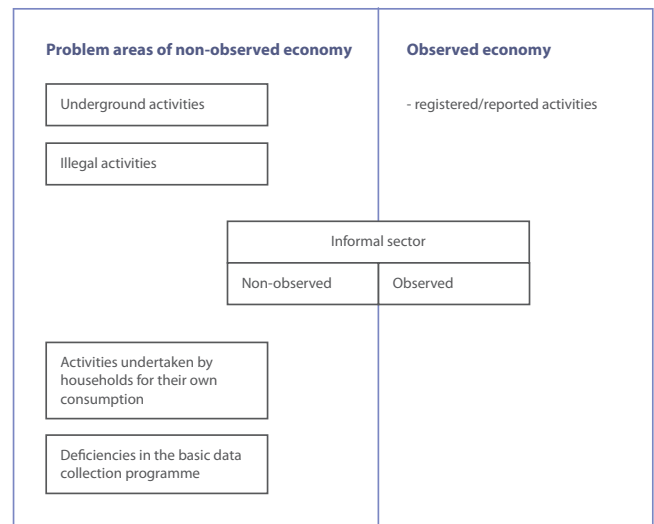 Problem areas of non-observed economy
Observed economy
Underground activities
- registered/reported activities
Illegal activities
Informal sector
Non-observed
Observed
Activities undertaken by
households for their own
consumption
Deficiencies in the basic data
collection programme